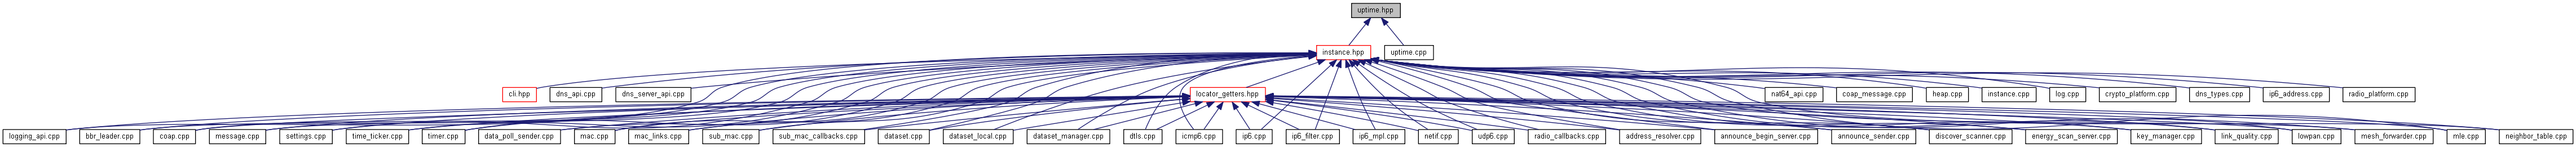 uptime.hpp
instance.hpp
uptime.cpp
cli.hpp
dns_api.cpp
dns_server_api.cpp
locator_getters.hpp
nat64_api.cpp
coap_message.cpp
heap.cpp
instance.cpp
log.cpp
crypto_platform.cpp
dns_types.cpp
ip6_address.cpp
radio_platform.cpp
logging_api.cpp
bbr_leader.cpp
coap.cpp
message.cpp
settings.cpp
time_ticker.cpp
timer.cpp
data_poll_sender.cpp
mac.cpp
mac_links.cpp
sub_mac.cpp
sub_mac_callbacks.cpp
dataset.cpp
dataset_local.cpp
dataset_manager.cpp
dtls.cpp
icmp6.cpp
ip6.cpp
ip6_filter.cpp
ip6_mpl.cpp
netif.cpp
udp6.cpp
radio_callbacks.cpp
address_resolver.cpp
announce_begin_server.cpp
announce_sender.cpp
discover_scanner.cpp
energy_scan_server.cpp
key_manager.cpp
link_quality.cpp
lowpan.cpp
mesh_forwarder.cpp
mle.cpp
neighbor_table.cpp